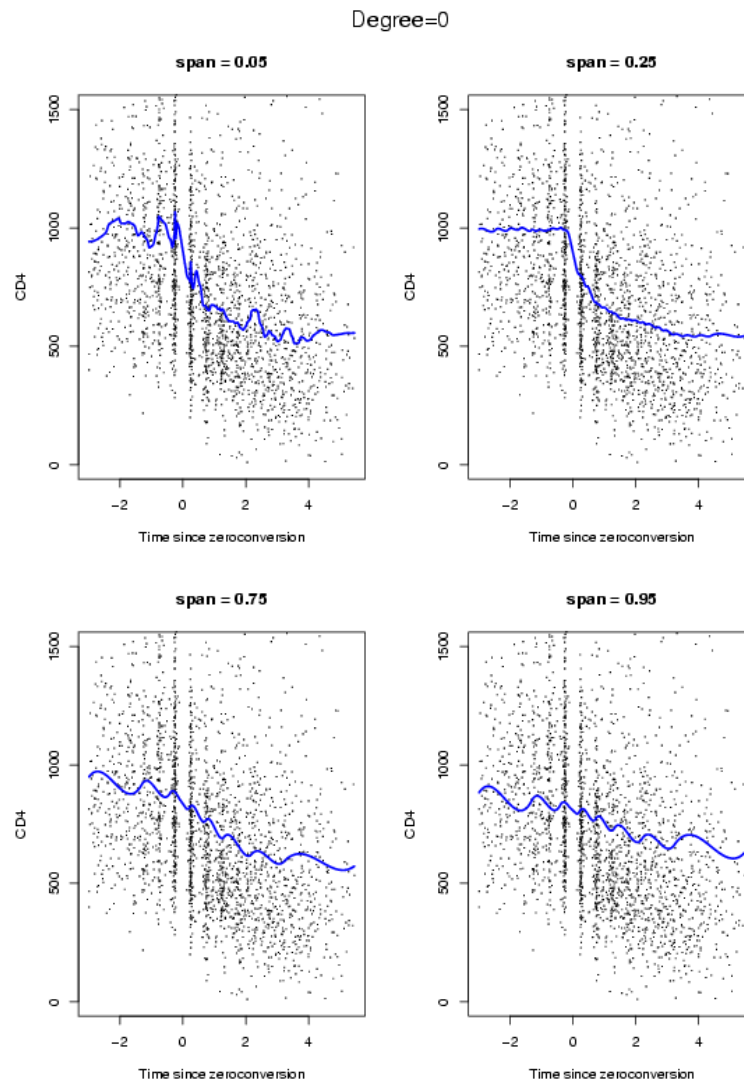 Degree=0
span = 0.05
1500
1000
500
0
CD4
−2 0 2 4
Time since zeroconversion
span = 0.25
1500
1000
500
0
CD4
−2 0 2 4
Time since zeroconversion
span = 0.75
1500
1000
500
0
CD4
−2 0 2 4
Time since zeroconversion
span = 0.95
1500
1000
500
0
CD4
−2 0 2 4
Time since zeroconversion